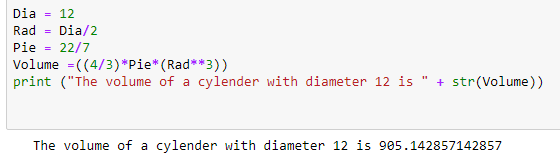 Dia = 12
Rad = Dia/2
Pie = 22/7
Volume =((4/3)*Pie*(Rad**3))
print ("The volume of a cylender with diameter 12 is " + str(Volume))
The volume of a cylender with diameter 12 is 905.142857142857